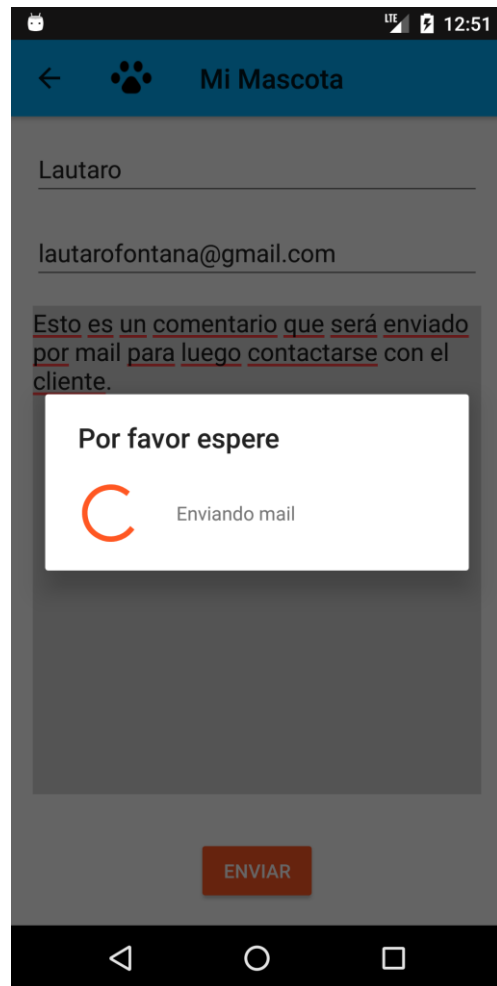 LTE 12:51
Mi Mascota
Lautaro
lautarofontana@gmail.com
Esto es un comentario que será enviado
por mail para luego contactarse con el
cliente.
Por favor espere
Enviando mail
ENVIAR